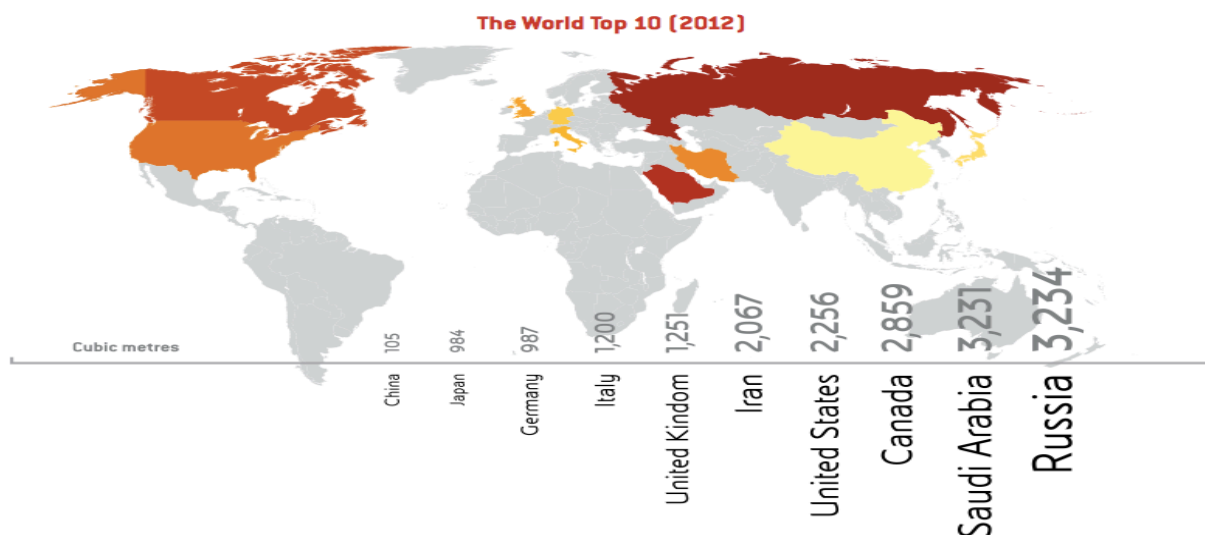 The World Top 10 (2012)
Cubic metres
105
984
987
1,200
1,251
2,067
2,256
2,859
3,231
3,234
China
Japan
Germany
Italy
United Kindom
Iran
United States
Canada
Saudi Arabia
Russia